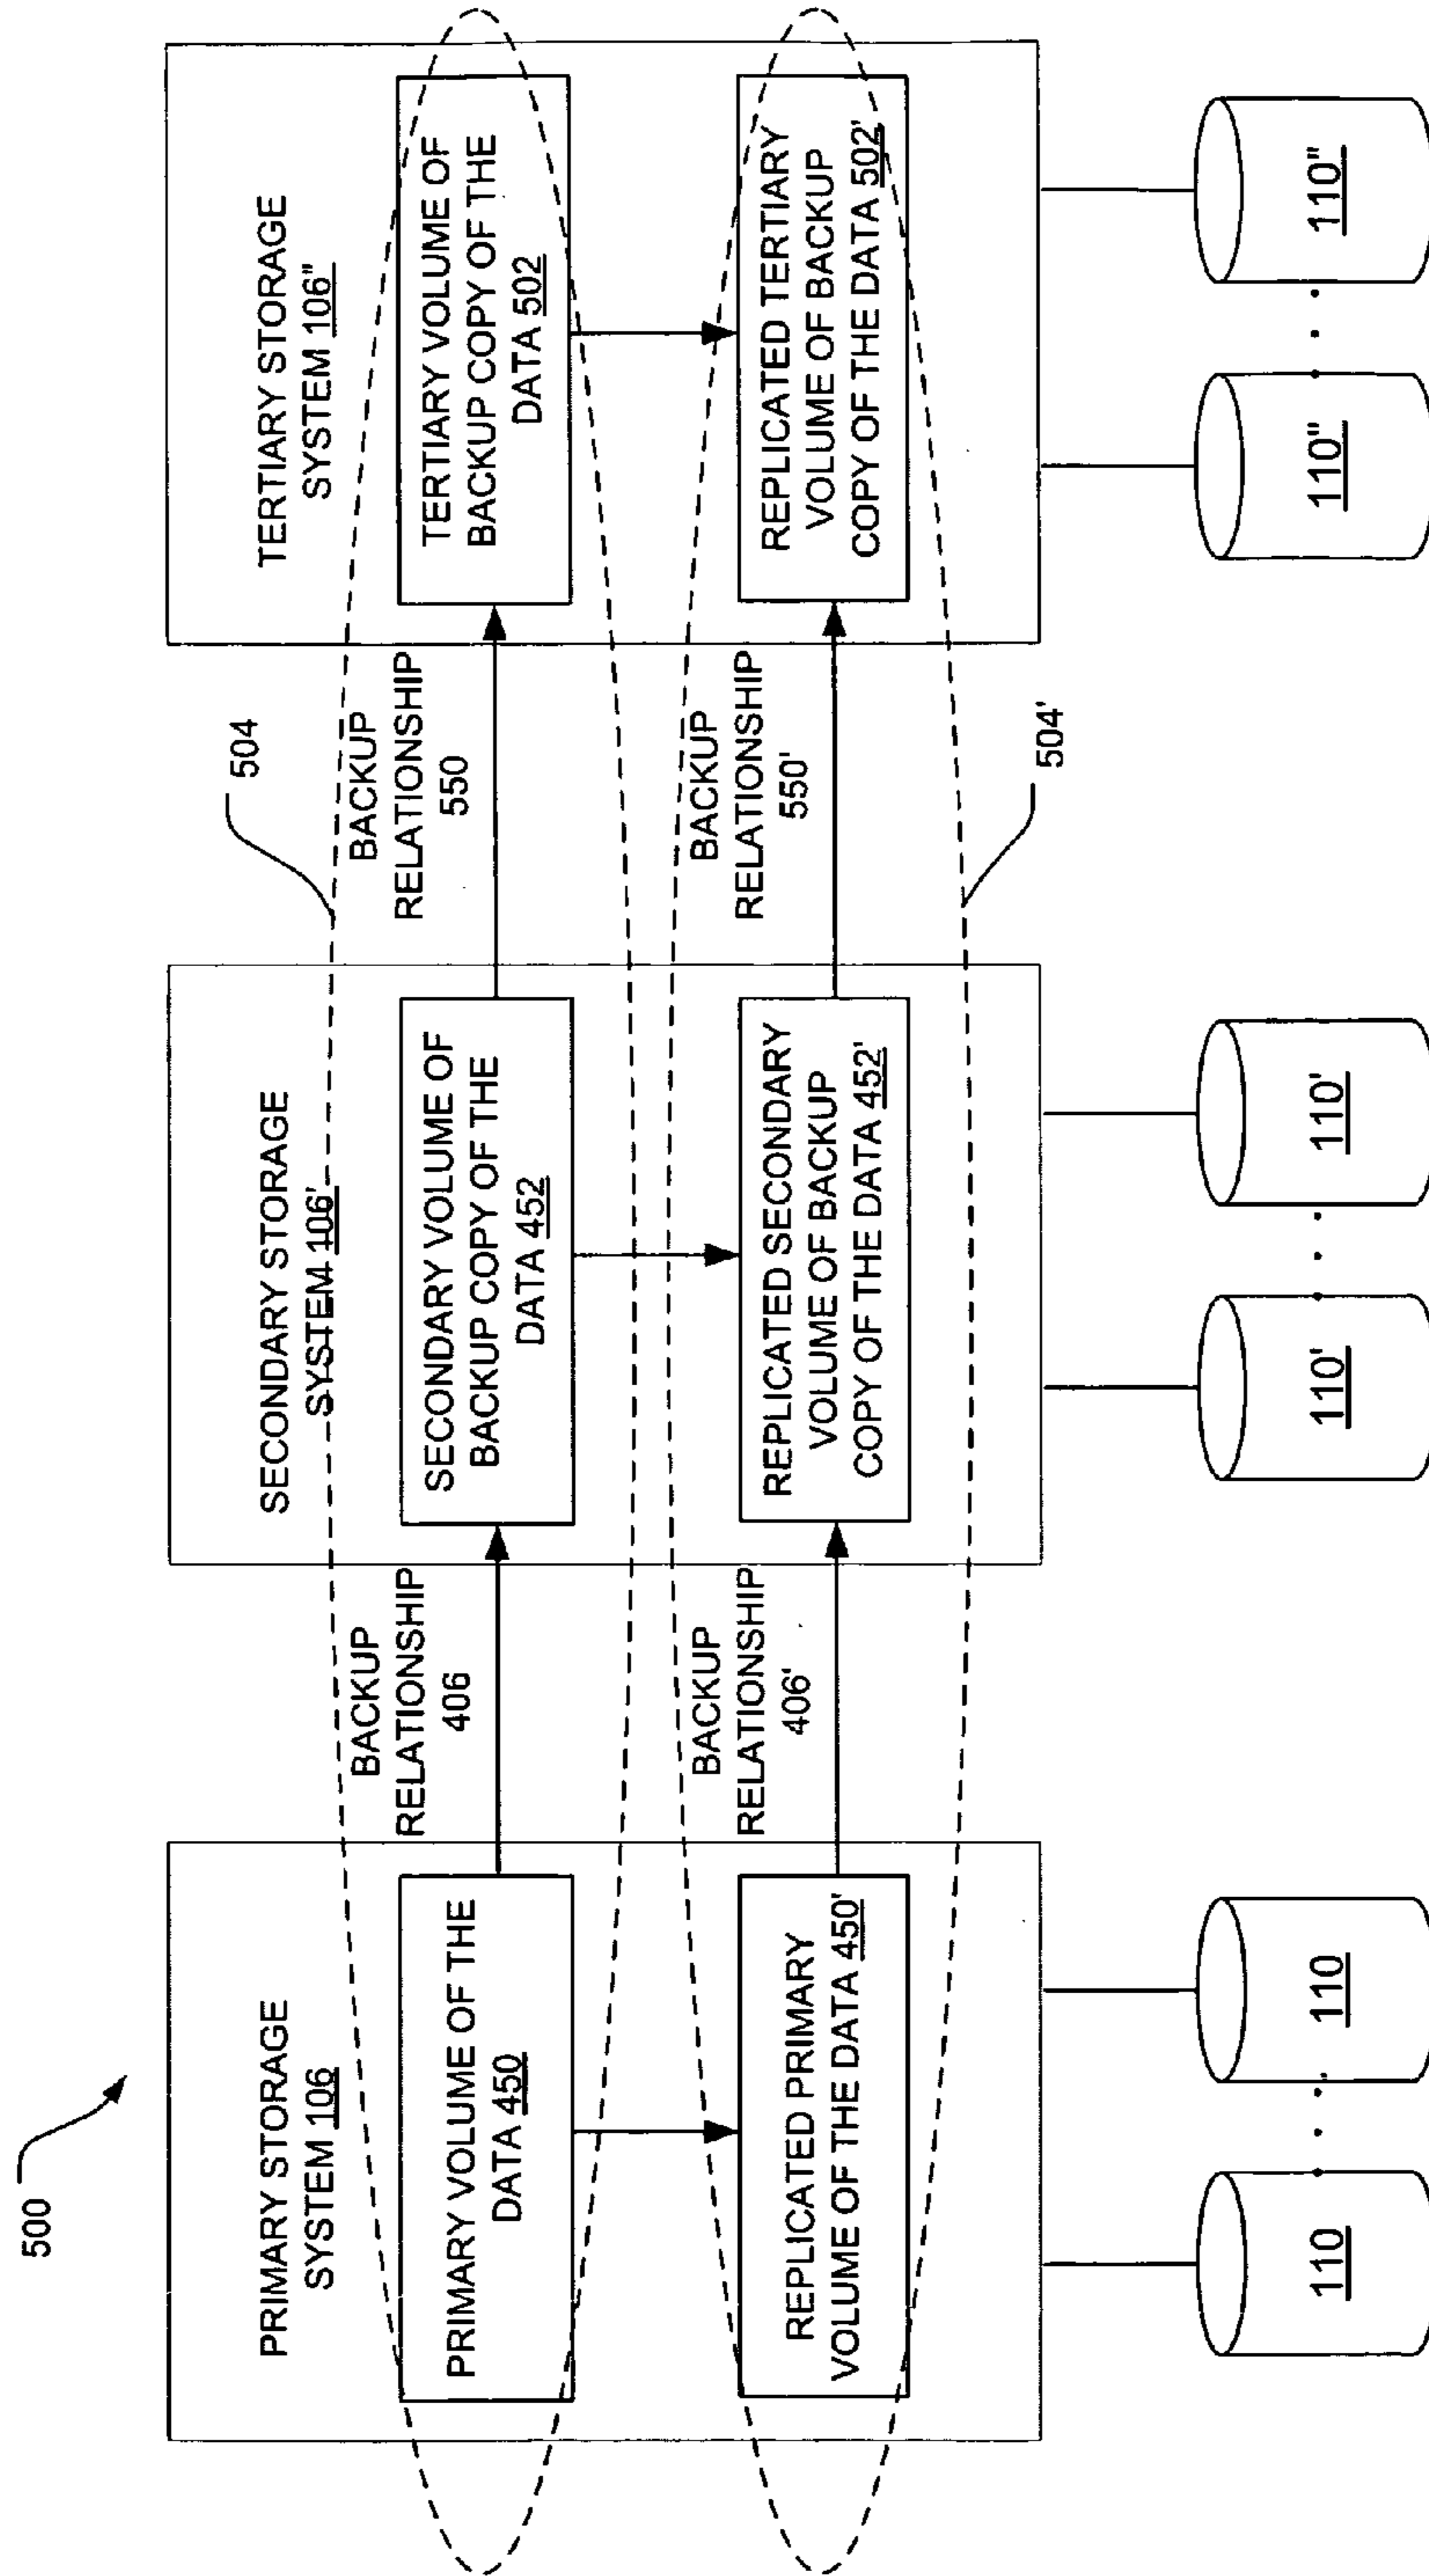 500
PRIMARY STORAGE
SYSTEM 106
PRIMARY VOLUME OF THE
DATA 450
REPLICATED PRIMARY
VOLUME OF THE DATA 450'
110
110
BACKUP
RELATIONSHIP
406
BACKUP
RELATIONSHIP
406'
SECONDARY STORAGE
SYSTEM 106'
SECONDARY VOLUME OF
BACKUP COPY OF THE
DATA 452
REPLICATED SECONDARY
VOLUME OF BACKUP
COPY OF THE DATA 452'
110'
110'
504
BACKUP
RELATIONSHIP
550
BACKUP
RELATIONSHIP
550'
504'
TERTIARY STORAGE
SYSTEM 106"
TERTIARY VOLUME OF
BACKUP COPY OF THE
DATA 502
REPLICATED TERTIARY
VOLUME OF BACKUP
COPY OF THE DATA 502'
110"
110"